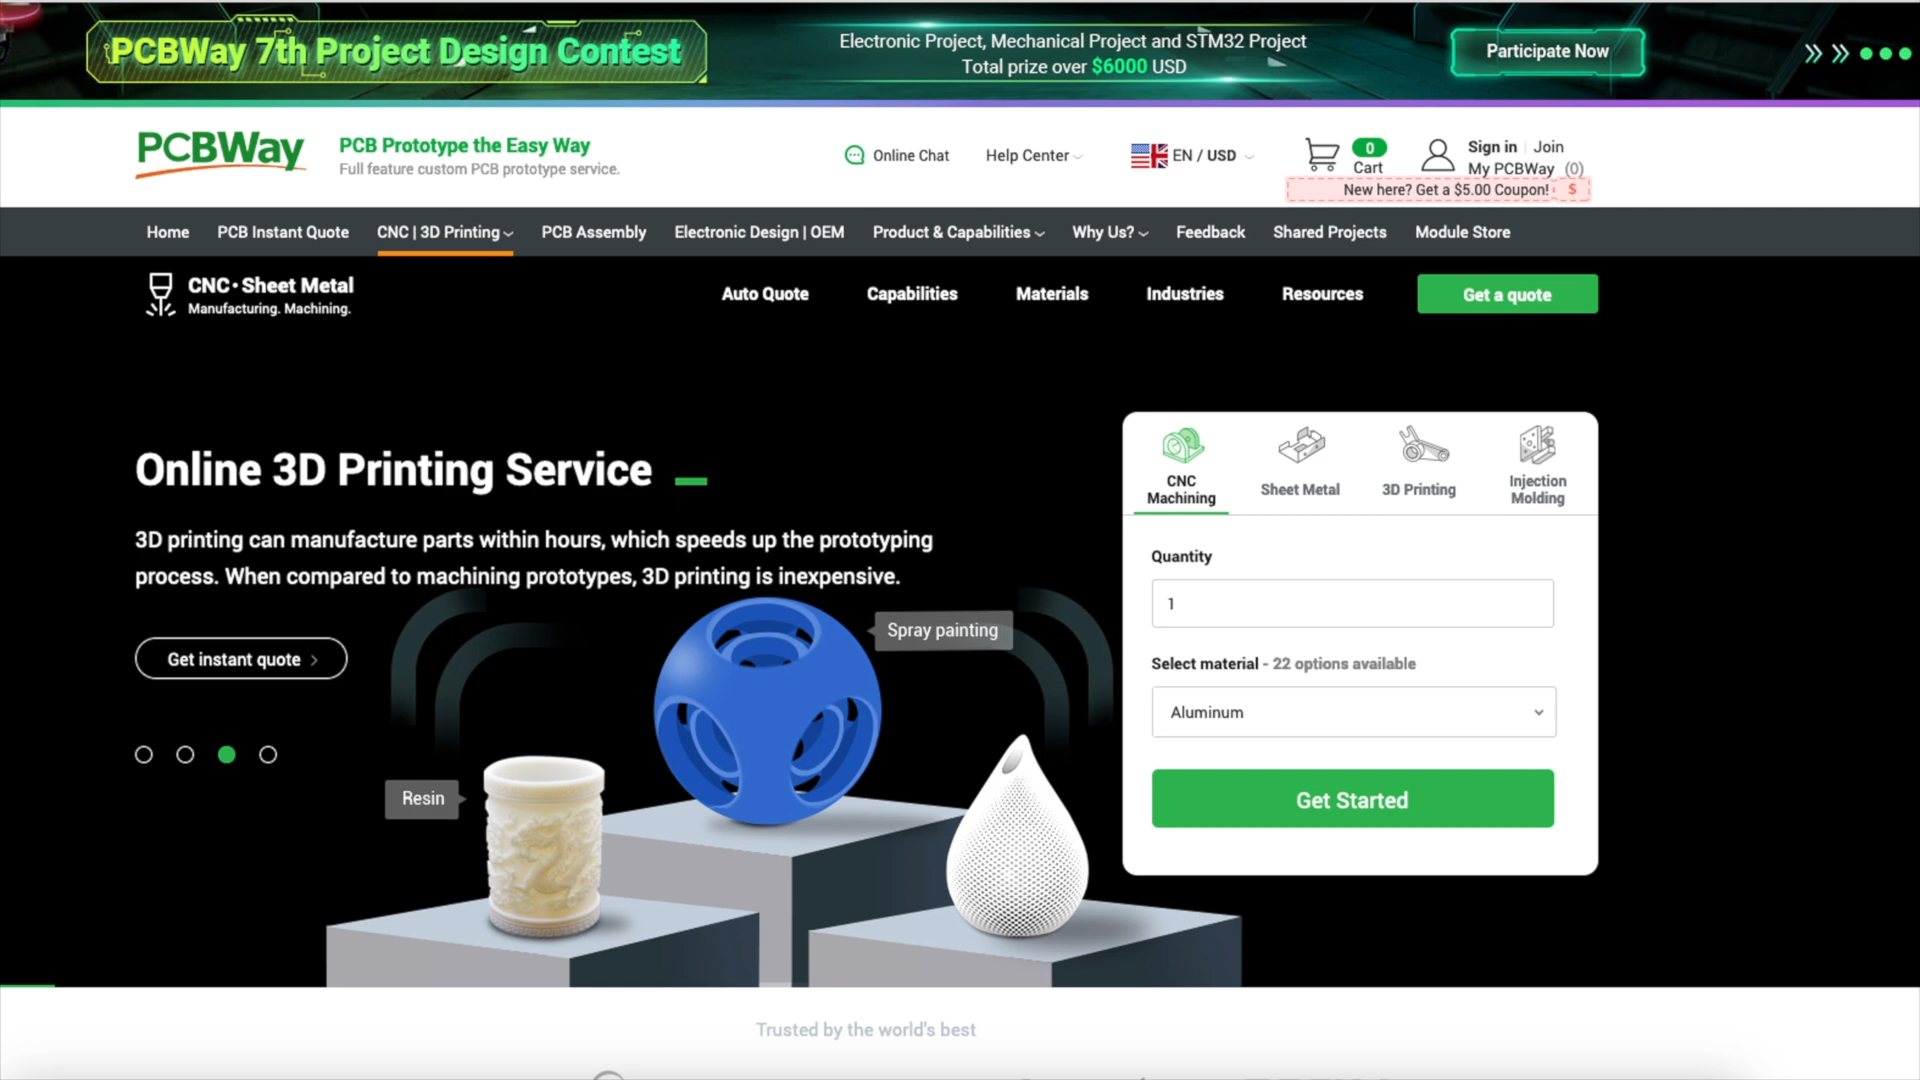 PCBWay 7th Project Design Contest
Electronic Project, Mechanical Project and STM32 Project
Total prize over $6000 USD
Participate Now
PCBWay
PCB Prototype the Easy Way
Full feature custom PCB prototype service.
Online Chat
Help Center
EN / USD
0
Cart
Sign in
Join
My PCBWay (0)
New here? Get a $5.00 Coupon! $
Home
PCB Instant Quote
CNC | 3D Printing
PCB Assembly
Electronic Design | OEM
Product & Capabilities
Why Us?
Feedback
Shared Projects
Module Store
CNC·Sheet Metal
Manufacturing. Machining.
Auto Quote
Capabilities
Materials
Industries
Resources
Get a quote
Online 3D Printing Service
3D printing can manufacture parts within hours, which speeds up the prototyping
process. When compared to machining prototypes, 3D printing is inexpensive.
Get instant quote
Resin
Spray painting
CNC
Machining
Sheet Metal
3D Printing
Injection
Molding
Quantity
1
Select material - 22 options available
Aluminum
Get Started
Trusted by the world's best